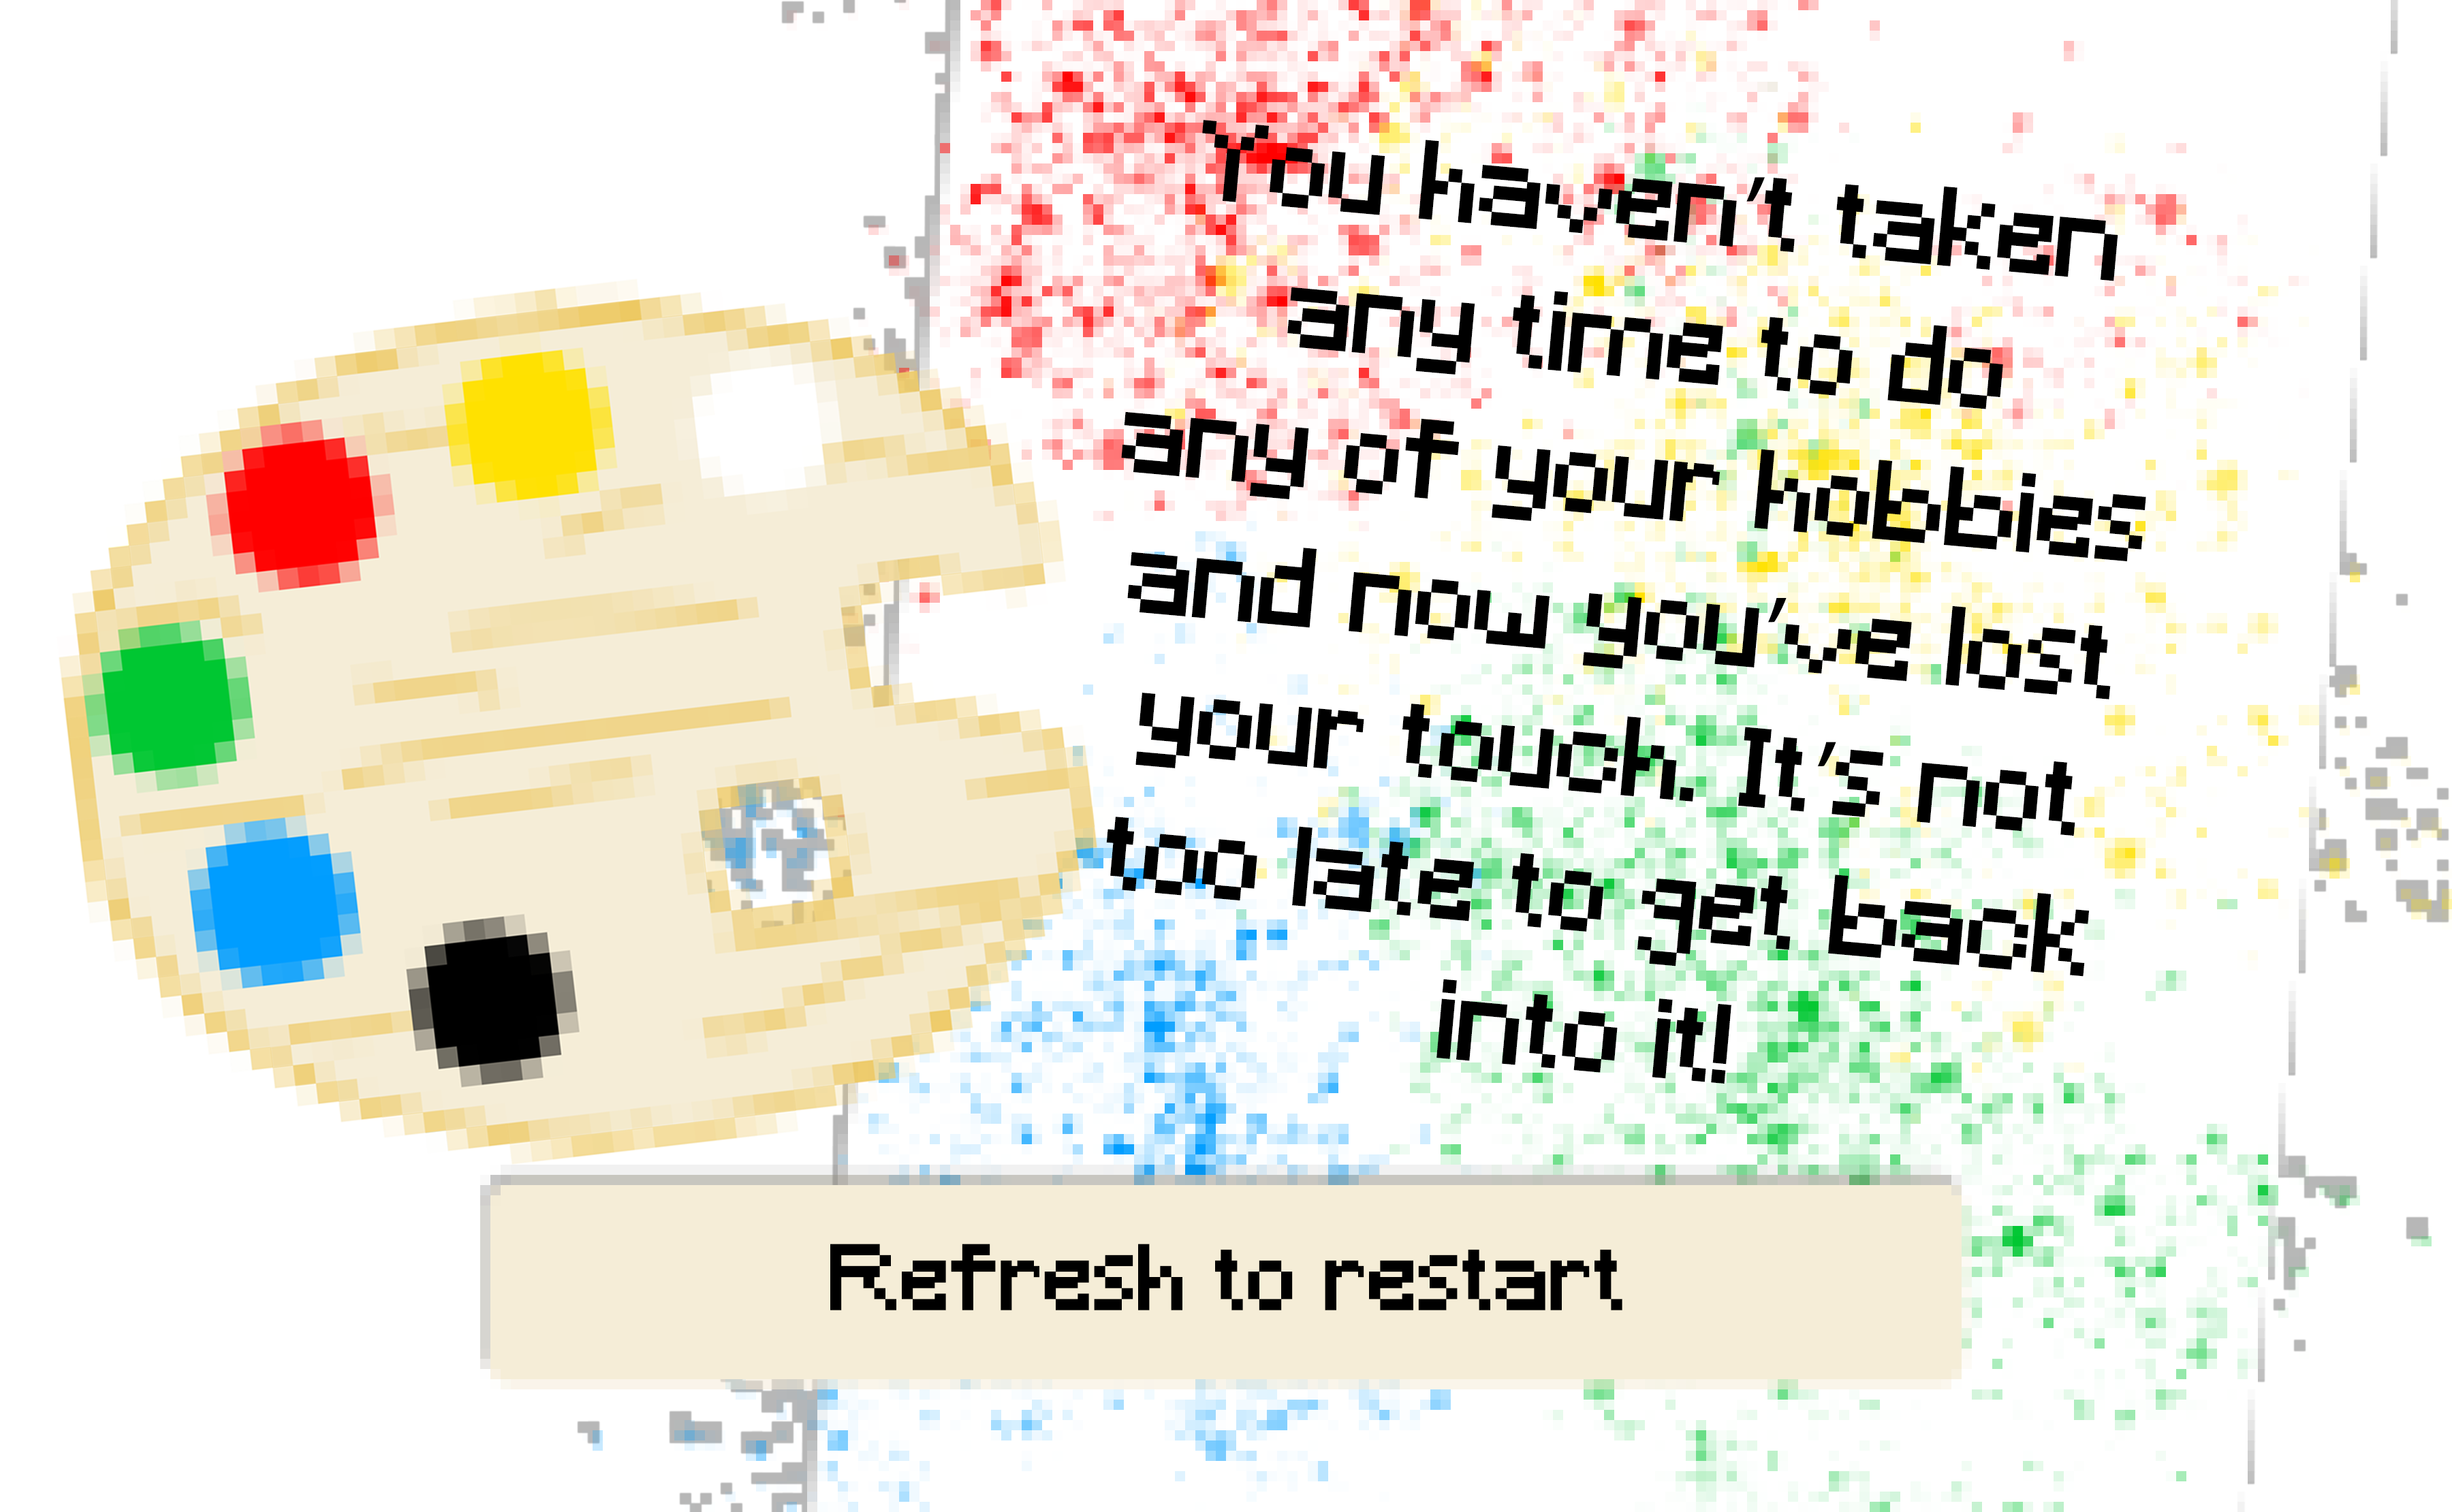 You haven't taken
any time to do
any of your hobbies
and now you've lost
your touch. It's not
too late to get back
into it!
Refresh to restart